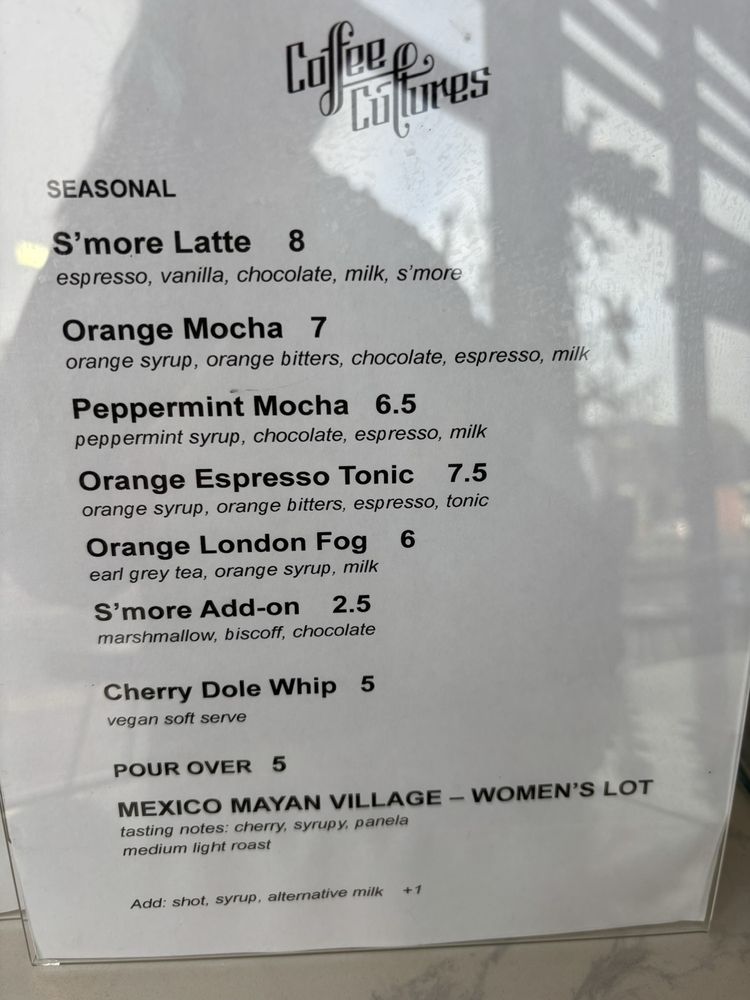 Coffee
Cultures
SEASONAL
S'more Latte 8
espresso, vanilla, chocolate, milk, s'more
Orange Mocha 7
orange syrup, orange bitters, chocolate, espresso, milk
Peppermint Mocha 6.5
peppermint syrup, chocolate, espresso, milk
Orange Espresso Tonic 7.5
orange syrup, orange bitters, espresso, tonic
Orange London Fog 6
earl grey tea, orange syrup, milk
S'more Add-on 2.5
marshmallow, biscoff, chocolate
Cherry Dole Whip 5
vegan soft serve
POUR OVER 5
MEXICO MAYAN VILLAGE – WOMEN'S LOT
tasting notes: cherry, syrupy, panela
medium light roast
Add: shot, syrup, alternative milk +1